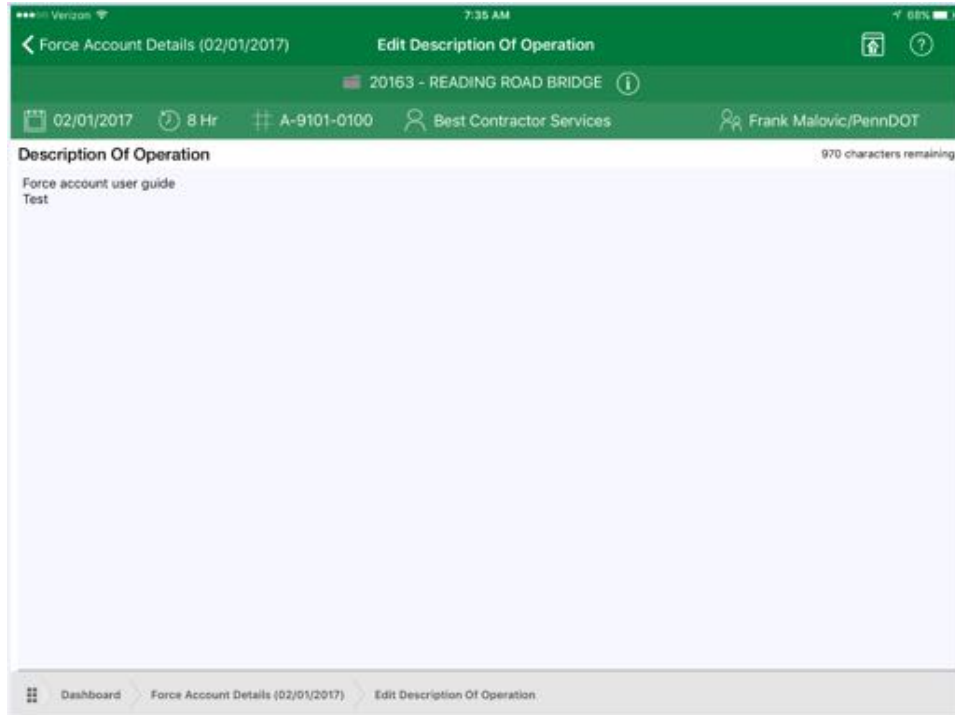 Verizon 7:35 AM 68%
Force Account Details (02/01/2017) Edit Description Of Operation
20163 - READING ROAD BRIDGE
02/01/2017 8 Hr A-9101-0100 Best Contractor Services Frank Malovic/PennDOT
Description Of Operation 970 characters remaining
Force account user guide
Test
Dashboard Force Account Details (02/01/2017) Edit Description Of Operation